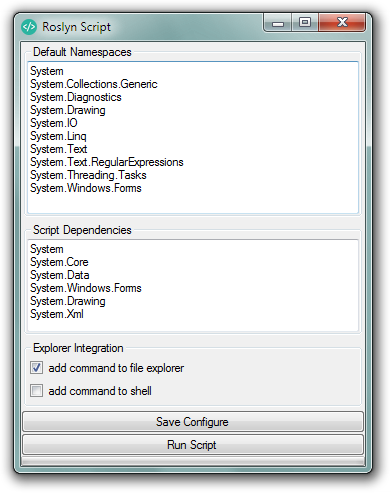 Roslyn Script
Default Namespaces
System
System.Collections.Generic
System.Diagnostics
System.Drawing
System.IO
System.Linq
System.Text
System.Text.RegularExpressions
System.Threading.Tasks
System.Windows.Forms
Script Dependencies
System
System.Core
System.Data
System.Windows.Forms
System.Drawing
System.Xml
Explorer Integration
add command to file explorer
add command to shell
Save Configure
Run Script